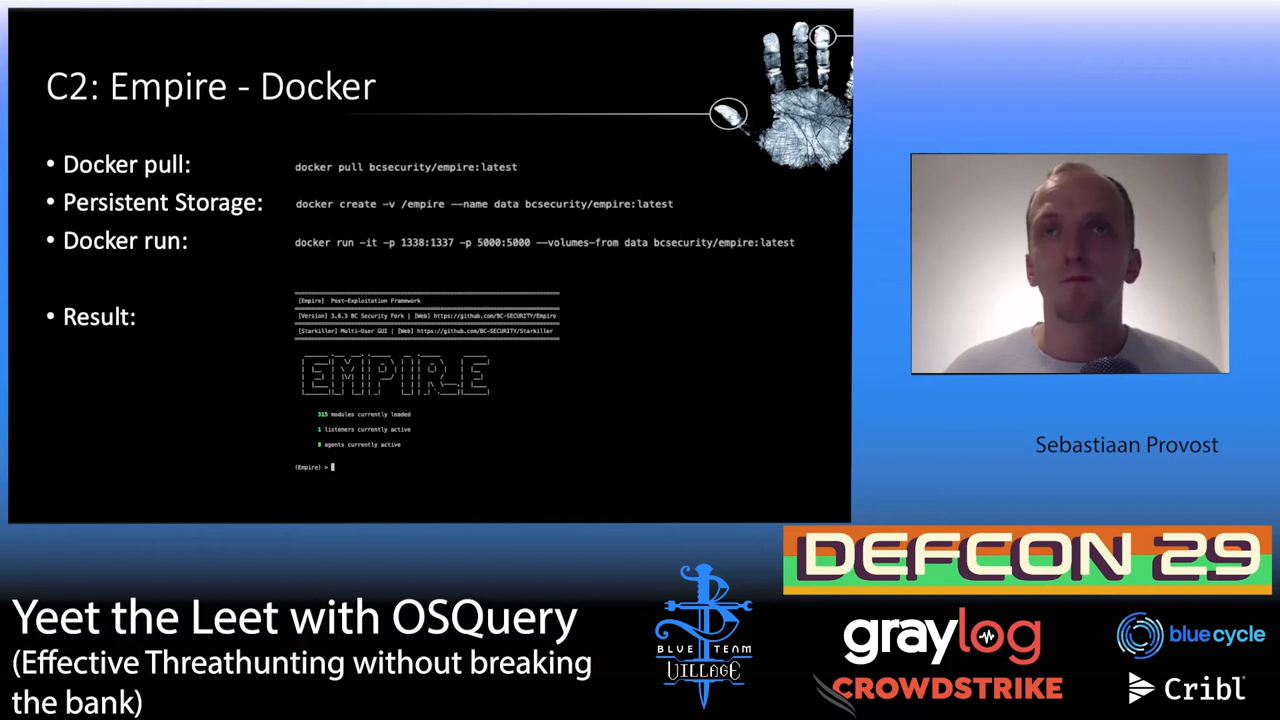 C2: Empire - Docker
• Docker pull:
docker pull bcsecurity/empire:latest
• Persistent Storage:
docker create -v /empire --name data bcsecurity/empire:latest
• Docker run:
docker run -it -p 1338:1337 -p 5000:5000 --volumes-from data bcsecurity/empire:latest
• Result:
[Empire] Post-Exploitation Framework
[Version] 3.6.3 BC Security Fork | [Web] https://github.com/BC-SECURITY/Empire
[Starkiller] Multi-User GUI | [Web] https://github.com/BC-SECURITY/Starkiller
EMPIRE
315 modules currently loaded
1 listeners currently active
0 agents currently active
(Empire) >
Sebastiaan Provost
DEFCON 29
Yeet the Leet with OSQuery
(Effective Threathunting without breaking
the bank)
BLUE TEAM
VILLAGE
graylog
blue cycle
CROWDSTRIKE
Cribl